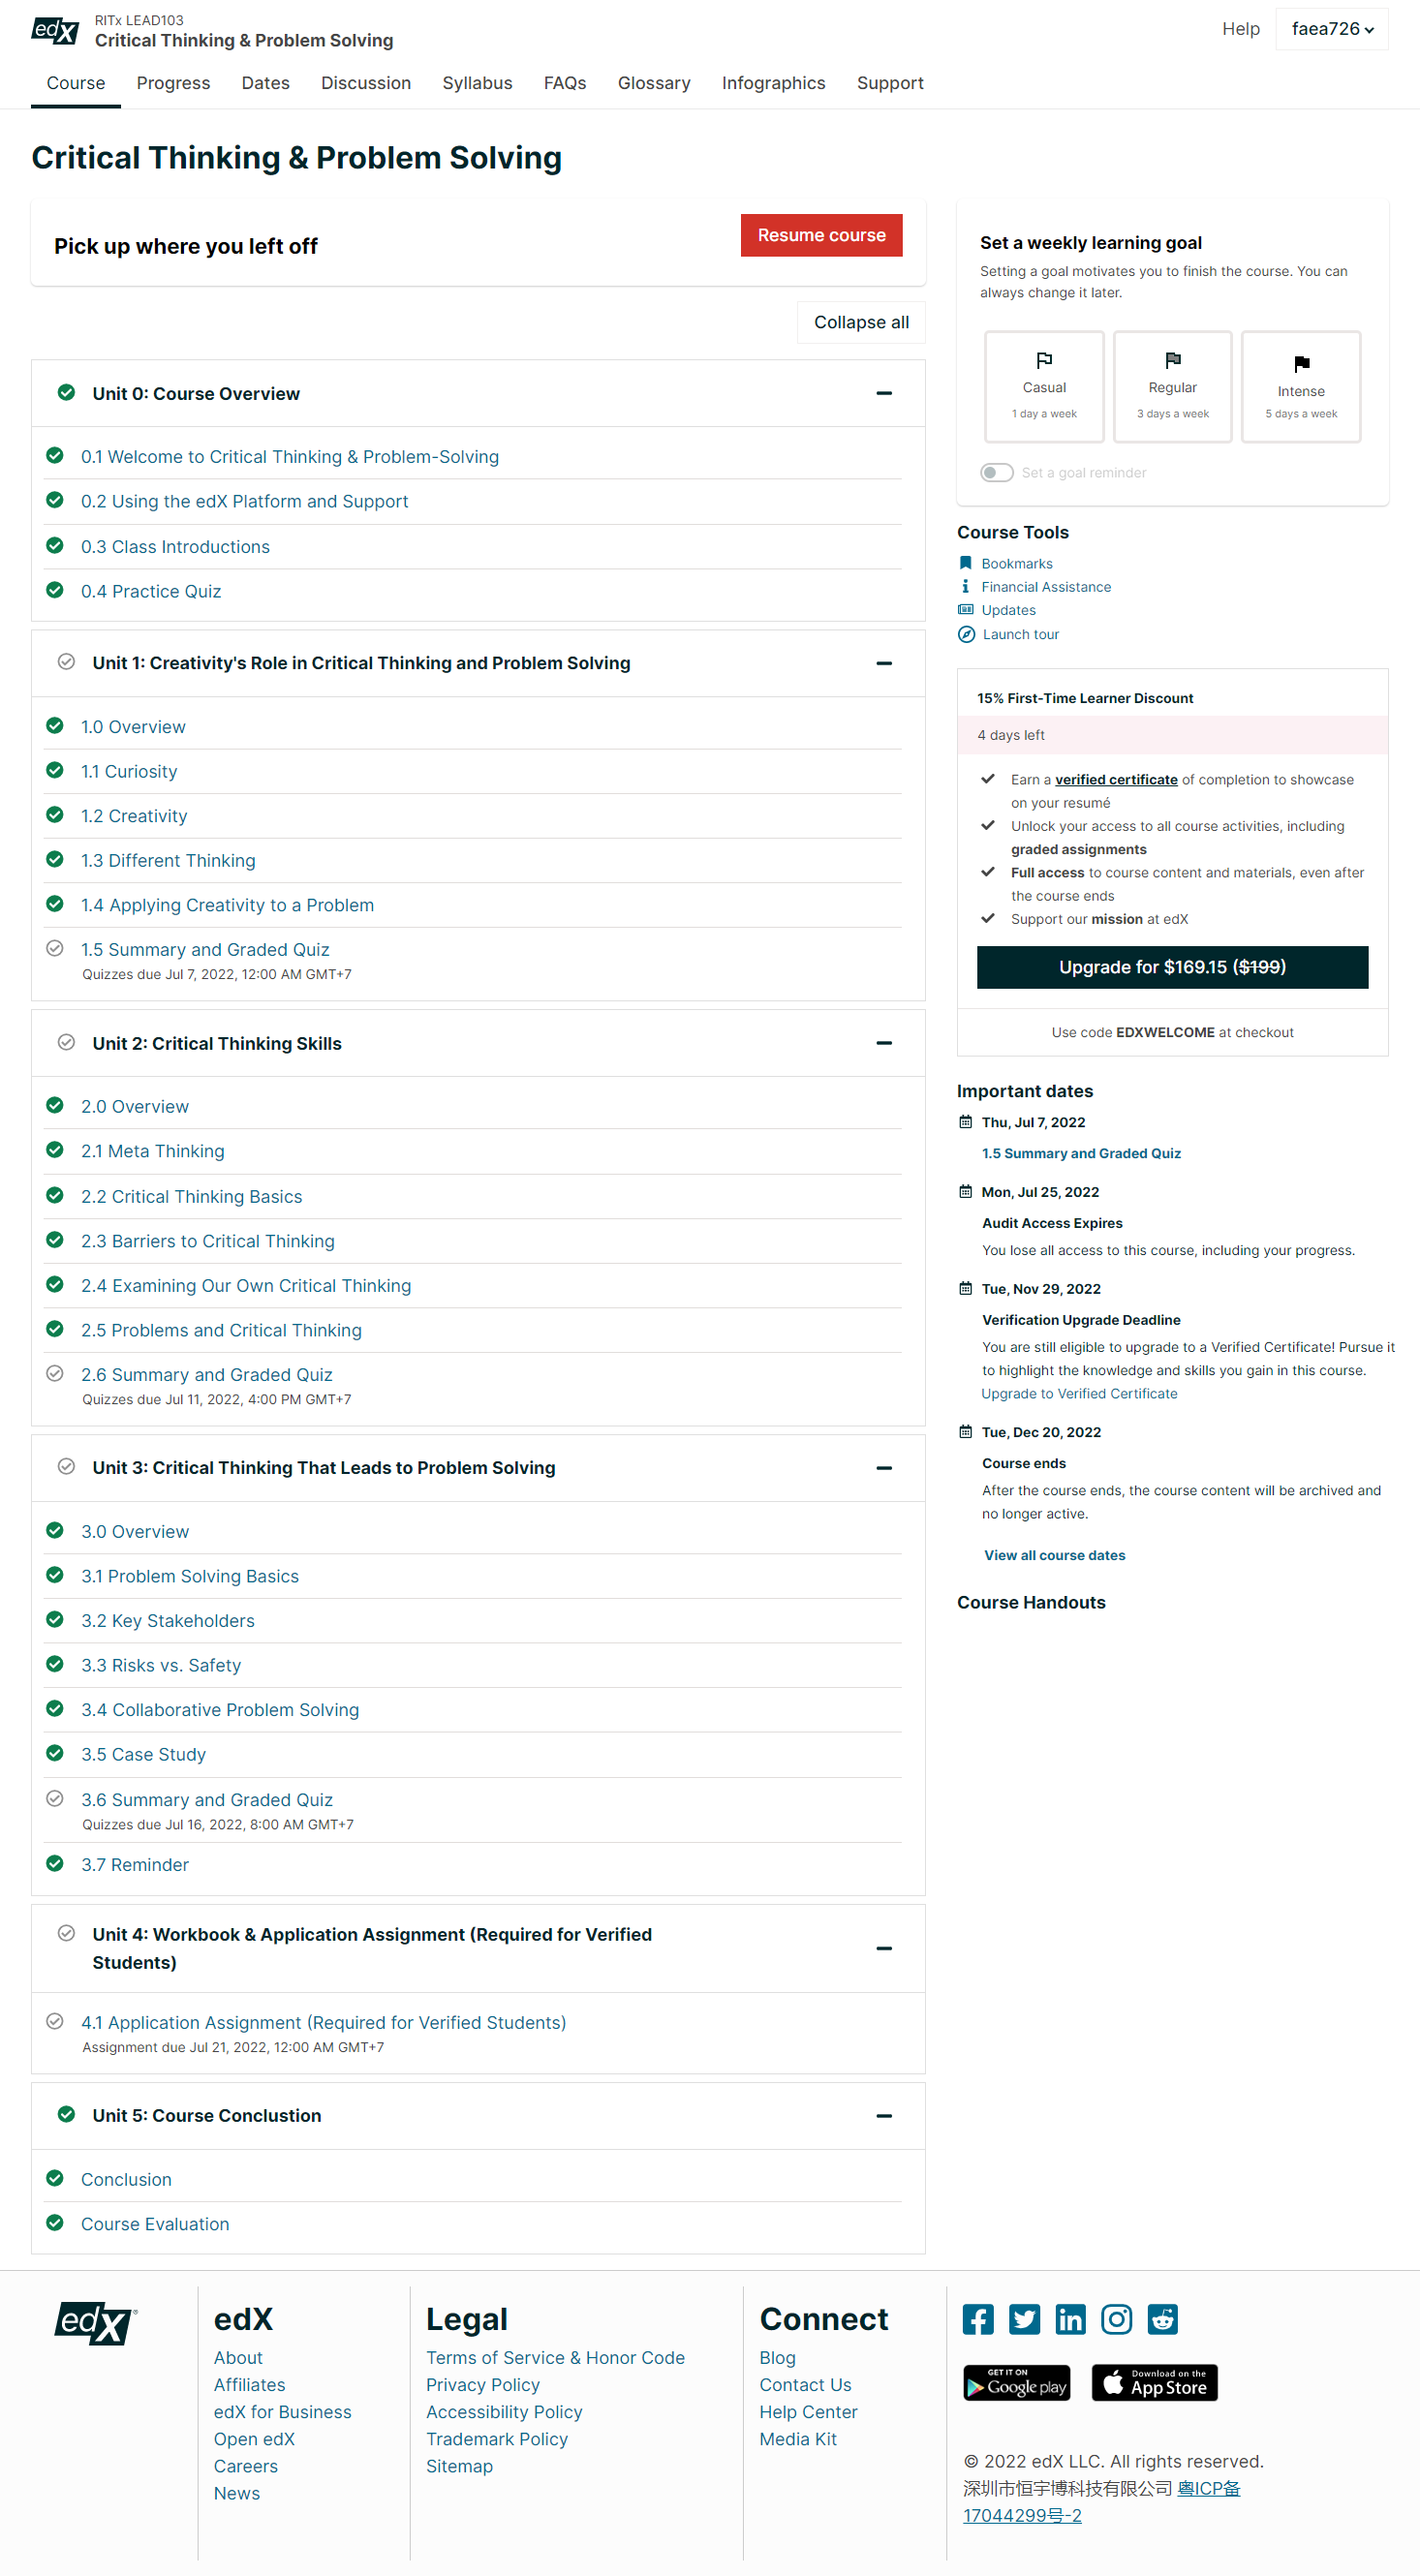 edX
RITx LEAD103
Critical Thinking & Problem Solving
Help
faea726
Course
Progress
Dates
Discussion
Syllabus
FAQs
Glossary
Infographics
Support
Critical Thinking & Problem Solving
Pick up where you left off
Resume course
Collapse all
Unit 0: Course Overview
0.1 Welcome to Critical Thinking & Problem-Solving
0.2 Using the edX Platform and Support
0.3 Class Introductions
0.4 Practice Quiz
Unit 1: Creativity's Role in Critical Thinking and Problem Solving
1.0 Overview
1.1 Curiosity
1.2 Creativity
1.3 Different Thinking
1.4 Applying Creativity to a Problem
1.5 Summary and Graded Quiz
Quizzes due Jul 7, 2022, 12:00 AM GMT+7
Unit 2: Critical Thinking Skills
2.0 Overview
2.1 Meta Thinking
2.2 Critical Thinking Basics
2.3 Barriers to Critical Thinking
2.4 Examining Our Own Critical Thinking
2.5 Problems and Critical Thinking
2.6 Summary and Graded Quiz
Quizzes due Jul 11, 2022, 4:00 PM GMT+7
Unit 3: Critical Thinking That Leads to Problem Solving
3.0 Overview
3.1 Problem Solving Basics
3.2 Key Stakeholders
3.3 Risks vs. Safety
3.4 Collaborative Problem Solving
3.5 Case Study
3.6 Summary and Graded Quiz
Quizzes due Jul 16, 2022, 8:00 AM GMT+7
3.7 Reminder
Unit 4: Workbook & Application Assignment (Required for Verified
Students)
4.1 Application Assignment (Required for Verified Students)
Assignment due Jul 21, 2022, 12:00 AM GMT+7
Unit 5: Course Conclustion
Conclusion
Course Evaluation
Set a weekly learning goal
Setting a goal motivates you to finish the course. You can
always change it later.
Casual
1 day a week
Regular
3 days a week
Intense
5 days a week
Set a goal reminder
Course Tools
Bookmarks
Financial Assistance
Updates
Launch tour
15% First-Time Learner Discount
4 days left
Earn a verified certificate of completion to showcase
on your resumé
Unlock your access to all course activities, including
graded assignments
Full access to course content and materials, even after
the course ends
Support our mission at edX
Upgrade for $169.15 ($199)
Use code EDXWELCOME at checkout
Important dates
Thu, Jul 7, 2022
1.5 Summary and Graded Quiz
Mon, Jul 25, 2022
Audit Access Expires
You lose all access to this course, including your progress.
Tue, Nov 29, 2022
Verification Upgrade Deadline
You are still eligible to upgrade to a Verified Certificate! Pursue it
to highlight the knowledge and skills you gain in this course.
Upgrade to Verified Certificate
Tue, Dec 20, 2022
Course ends
After the course ends, the course content will be archived and
no longer active.
View all course dates
Course Handouts
edX®
edX
About
Affiliates
edX for Business
Open edX
Careers
News
Legal
Terms of Service & Honor Code
Privacy Policy
Accessibility Policy
Trademark Policy
Sitemap
Connect
Blog
Contact Us
Help Center
Media Kit
GET IT ON
Google play
Download on the
App Store
© 2022 edX LLC. All rights reserved.
深圳市恒宇博科技有限公司 粤ICP备
17044299号-2